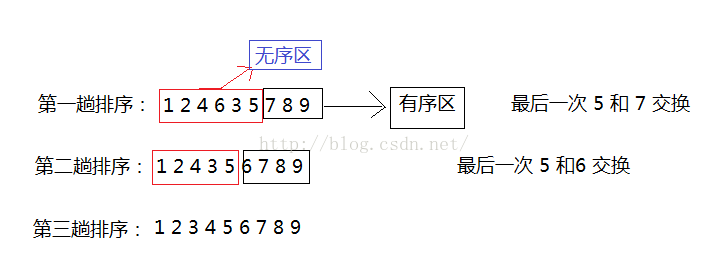 无序区
第一趟排序： 1 2 4 6 3 5 7 8 9 有序区 最后一次 5 和 7 交换
http://blog.csdn.net/
第二趟排序： 1 2 4 3 5 6 7 8 9 最后一次 5 和6 交换
第三趟排序： 1 2 3 4 5 6 7 8 9